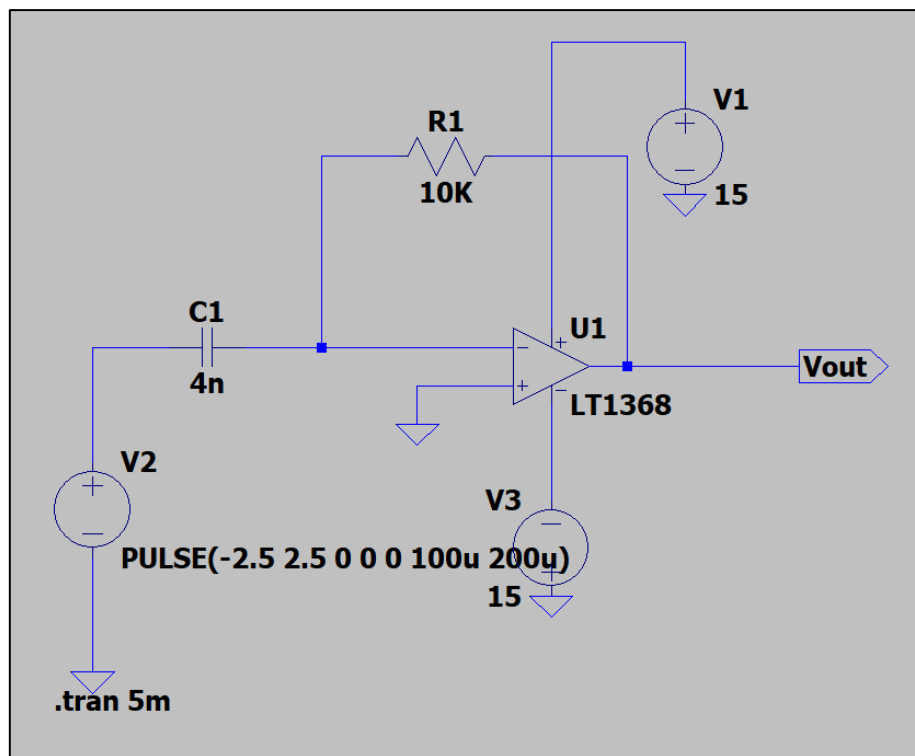 V1
15
R1
10K
C1
4n
U1
LT1368
Vout
V2
PULSE(-2.5 2.5 0 0 0 100u 200u)
V3
15
.tran 5m